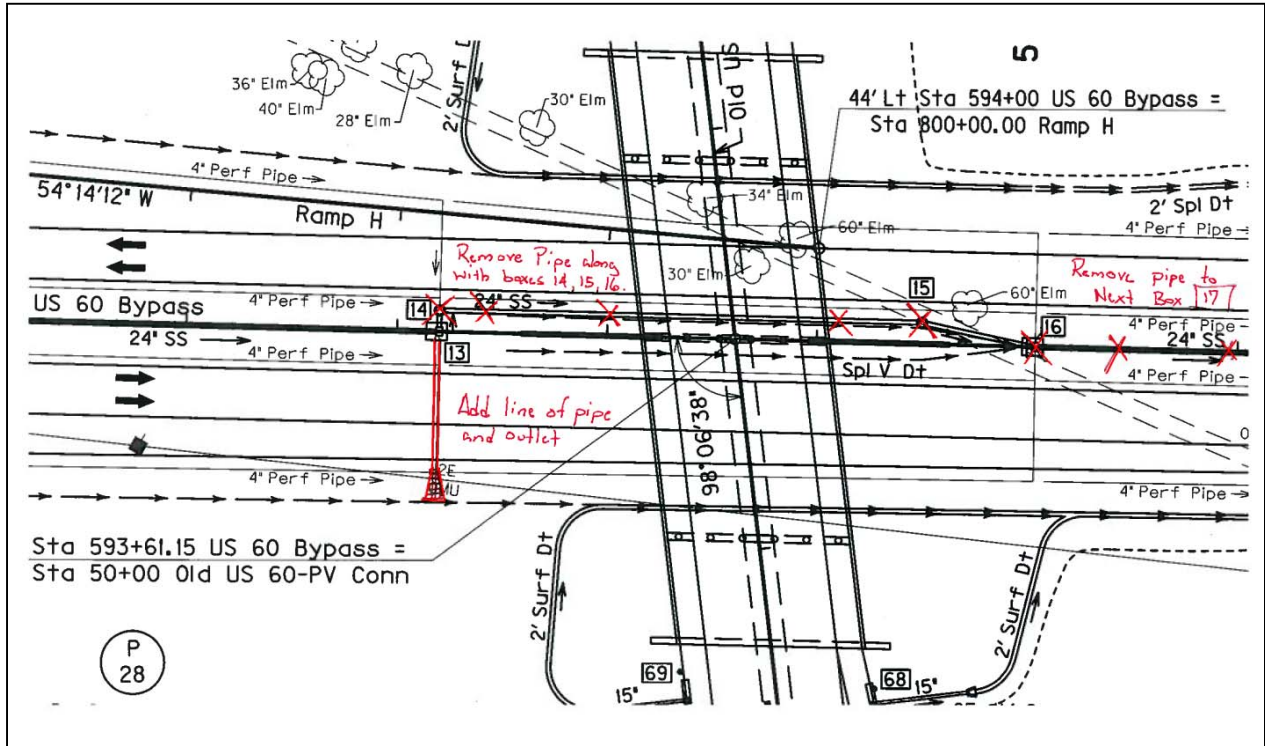 5
36" Elm
40" Elm
28" Elm
30" Elm
2' Surf
Old US
44' Lt Sta 594+00 US 60 Bypass =
Sta 800+00.00 Ramp H
4" Perf Pipe
54°14'12" W
Ramp H
34" Elm
60" Elm
30" Elm
2' Spl Dt
4" Perf Pipe
Remove Pipe along
with boxes 14, 15, 16.
Remove pipe to
Next Box 17
15
60" Elm
4" Perf Pipe
14
24" SS
16
4" Perf Pipe
US 60 Bypass
24" SS
13
24" SS
4" Perf Pipe
Spl V Dt
4" Perf Pipe
Add line of pipe
and outlet
98°06'38"
4" Perf Pipe
4" Perf Pipe
Sta 593+61.15 US 60 Bypass =
Sta 50+00 Old US 60-PV Conn
2' Surf Dt
2' Surf Dt
P
28
69
15"
68
15"